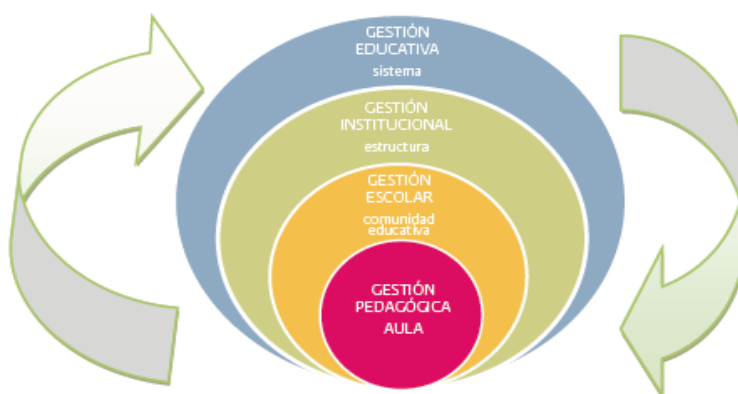 GESTIÓN
EDUCATIVA
sistema
GESTIÓN
INSTITUCIONAL
estructura
GESTIÓN
ESCOLAR
comunidad
educativa
GESTIÓN
PEDAGÓGICA
AULA